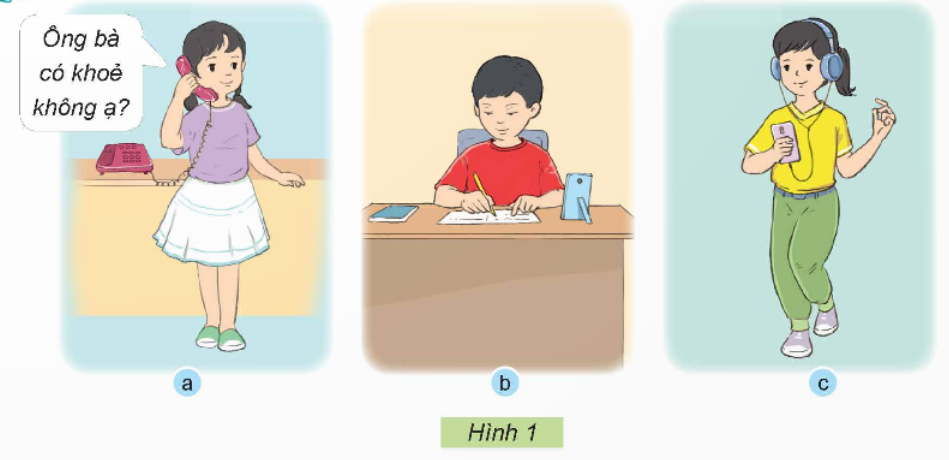 Ông bà
có khoẻ
không ạ?
a
b
c
Hình 1